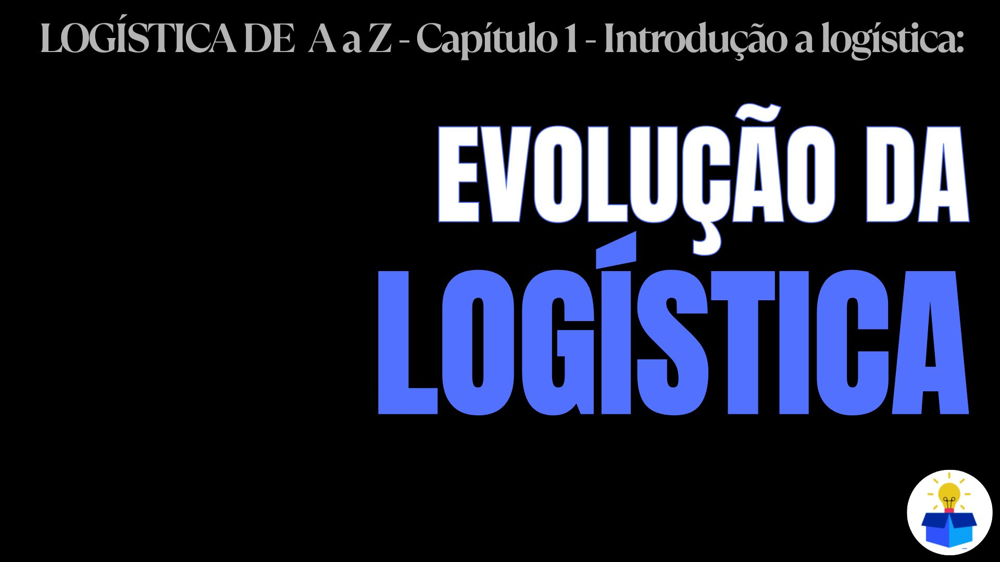 LOGÍSTICA DE A a Z - Capítulo 1 - Introdução a logística:
EVOLUÇÃO DA
LOGÍSTICA